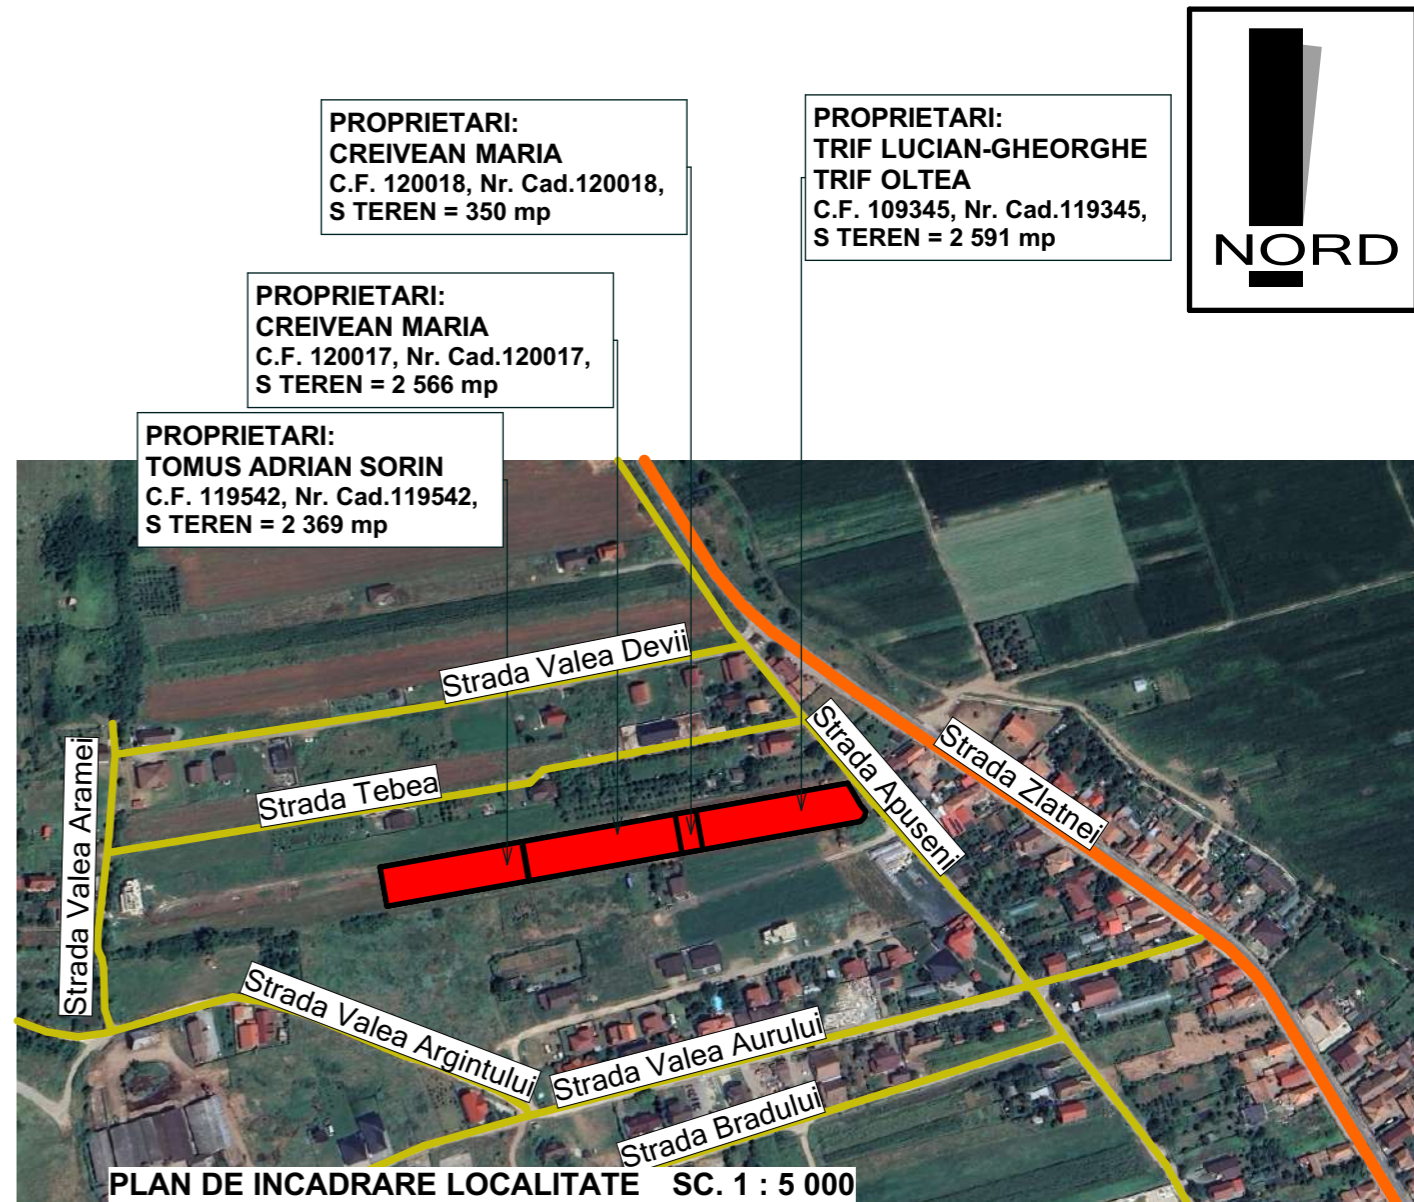 NORD
PROPRIETARI:
CREIVEAN MARIA
C.F. 120018, Nr. Cad.120018,
S TEREN = 350 mp
PROPRIETARI:
TRIF LUCIAN-GHEORGHE
TRIF OLTEA
C.F. 109345, Nr. Cad.119345,
S TEREN = 2 591 mp
PROPRIETARI:
CREIVEAN MARIA
C.F. 120017, Nr. Cad.120017,
S TEREN = 2 566 mp
PROPRIETARI:
TOMUS ADRIAN SORIN
C.F. 119542, Nr. Cad.119542,
S TEREN = 2 369 mp
Strada Valea Devii
Strada Tebea
Strada Valea Aramei
Strada Apuseni
Strada Zlatnei
Strada Valea Argintului
Strada Valea Aurului
Strada Bradului
PLAN DE INCADRARE LOCALITATE SC. 1 : 5 000